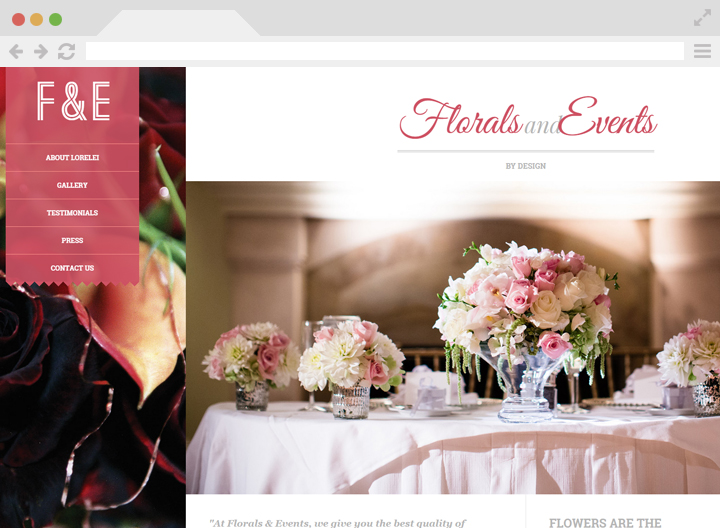 F&E
ABOUT LORELEI
GALLERY
TESTIMONIALS
PRESS
CONTACT US
Florals and Events
BY DESIGN
"At Florals & Events, we give you the best quality of
FLOWERS ARE THE